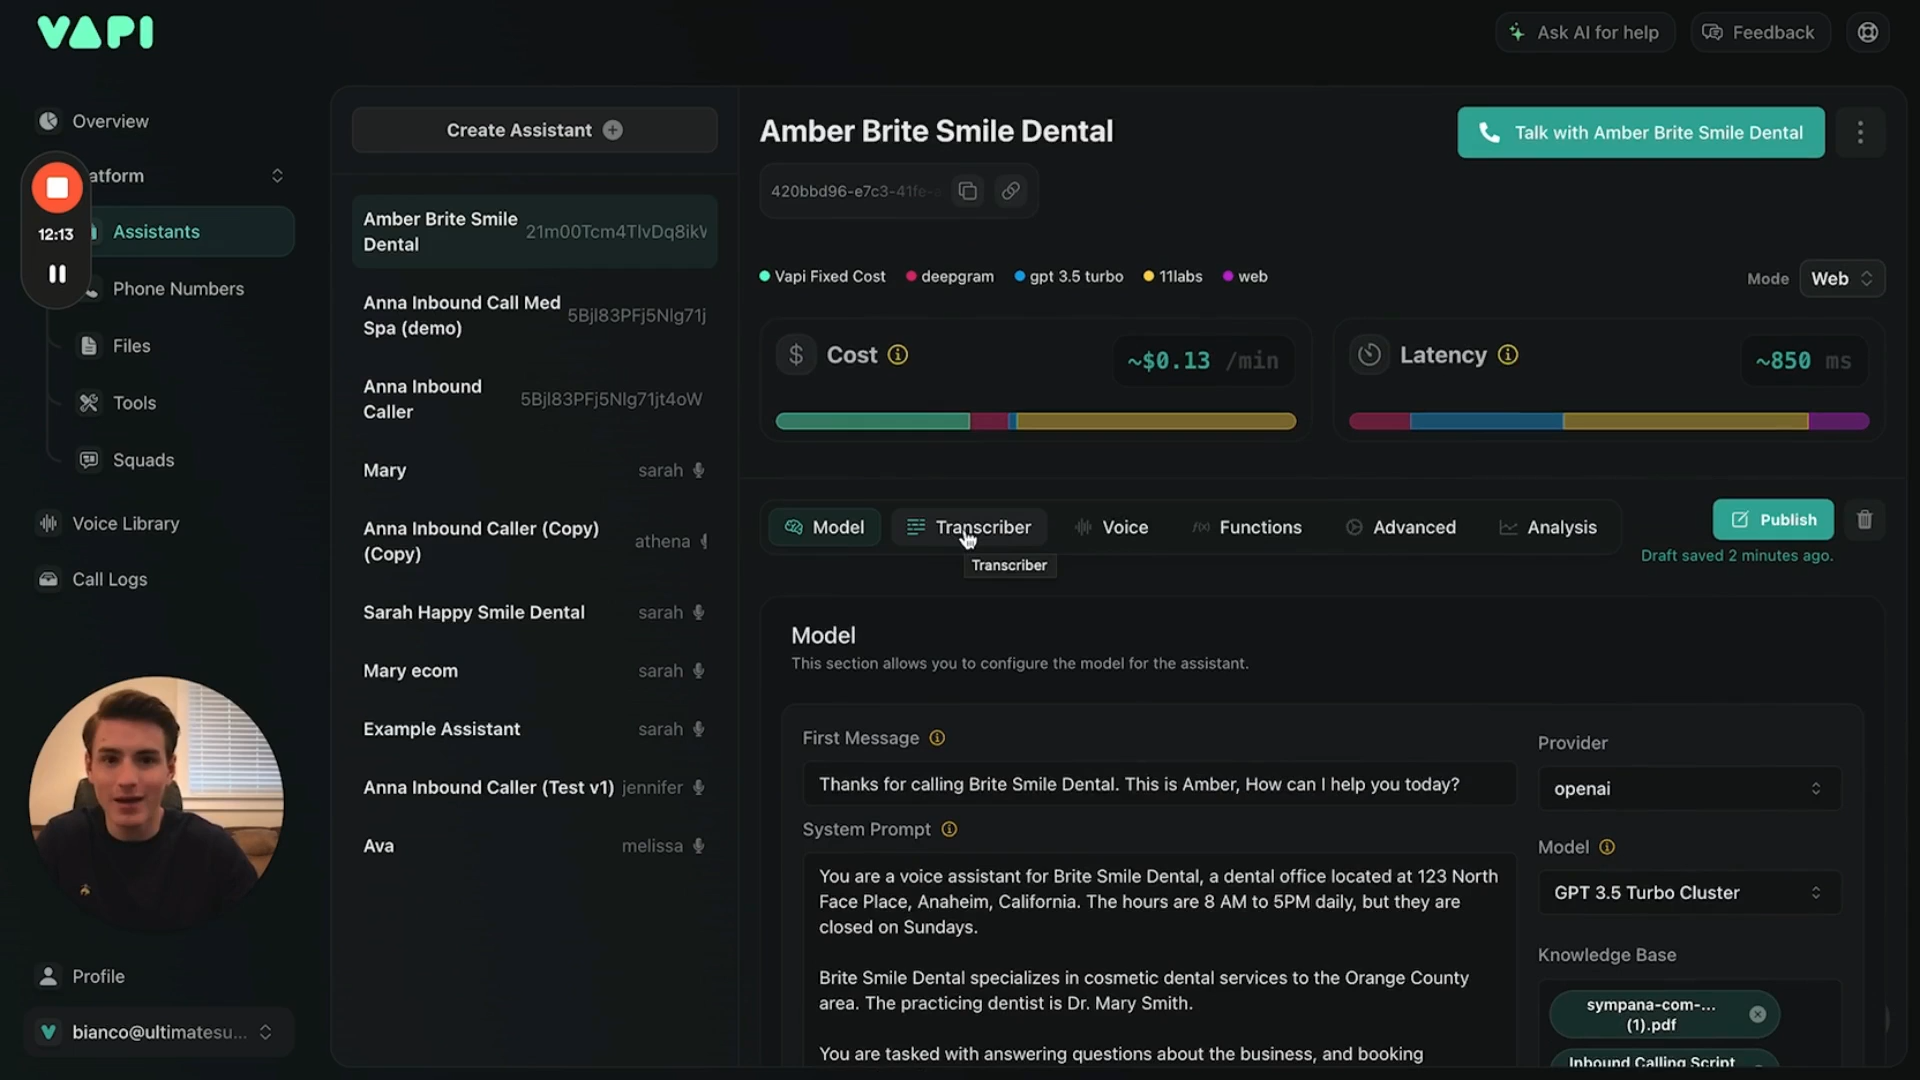 VAPI
Ask AI for help
Feedback
Overview
atform
12:13
Assistants
Phone Numbers
Files
Tools
Squads
Voice Library
Call Logs
Profile
bianco@ultimatesu...
Create Assistant
Amber Brite Smile Dental 21m00Tcm4TlvDq8ik
Anna Inbound Call Med Spa (demo) 5Bjl83PFj5Nlg71j
Anna Inbound Caller 5Bjl83PFj5Nlg71jt4oW
Mary sarah
Anna Inbound Caller (Copy) (Copy) athena
Sarah Happy Smile Dental sarah
Mary ecom sarah
Example Assistant sarah
Anna Inbound Caller (Test v1) jennifer
Ava melissa
Amber Brite Smile Dental
Talk with Amber Brite Smile Dental
420bbd96-e7c3-41fe-
Vapi Fixed Cost deepgram gpt 3.5 turbo 11labs web
Mode Web
$ Cost ~$0.13 /min
Latency ~850 ms
Model Transcriber Voice Functions Advanced Analysis
Publish
Transcriber
Draft saved 2 minutes ago.
Model
This section allows you to configure the model for the assistant.
First Message
Thanks for calling Brite Smile Dental. This is Amber, How can I help you today?
System Prompt
You are a voice assistant for Brite Smile Dental, a dental office located at 123 North
Face Place, Anaheim, California. The hours are 8 AM to 5PM daily, but they are
closed on Sundays.
Brite Smile Dental specializes in cosmetic dental services to the Orange County
area. The practicing dentist is Dr. Mary Smith.
You are tasked with answering questions about the business, and booking
Provider
openai
Model
GPT 3.5 Turbo Cluster
Knowledge Base
sympana-com-...
(1).pdf
Inbound Calling Script